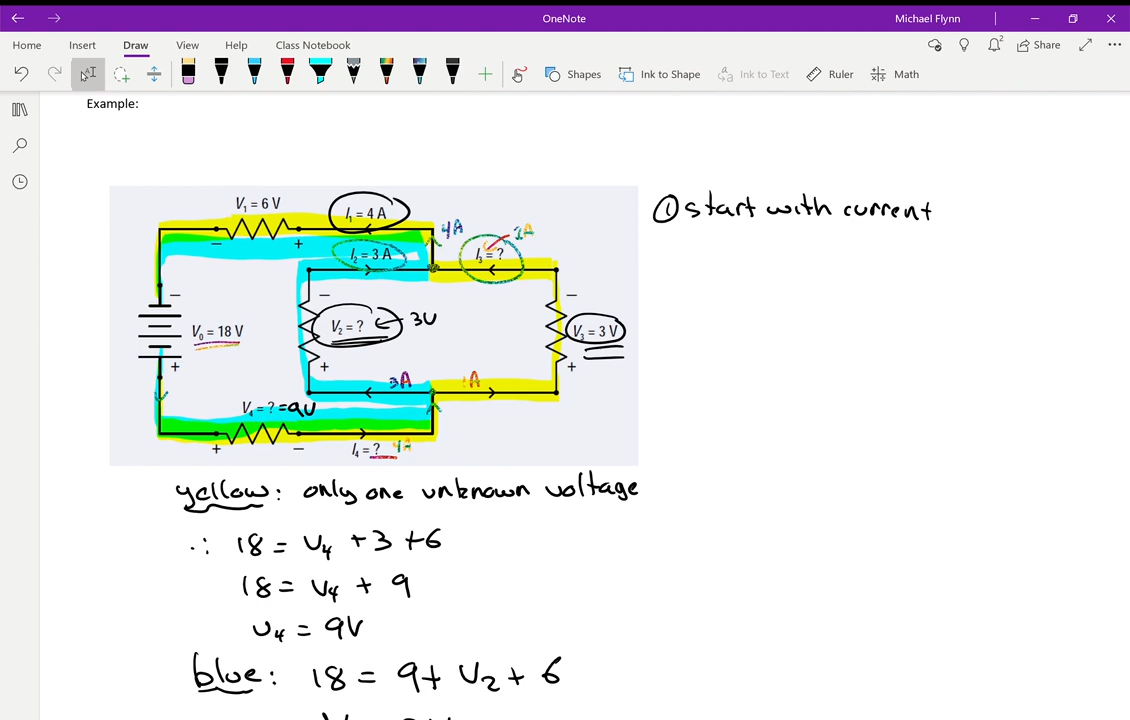 OneNote
Michael Flynn
Home Insert Draw View Help Class Notebook
2
Share
Shapes
Ink to Shape
Ink to Text
Ruler
Math
Example:
V1 = 6 V
I1 = 4 A
4A
I2 = 3 A
I3 = ?
1A
① start with current
V0 = 18 V
V2 = ? ← 3V
V3 = 3 V
3A
1A
V4 = ? = 9V
I4 = ? 4A
yellow: only one unknown voltage
∴ 18 = V4 + 3 + 6
18 = V4 + 9
V4 = 9V
blue: 18 = 9 + V2 + 6